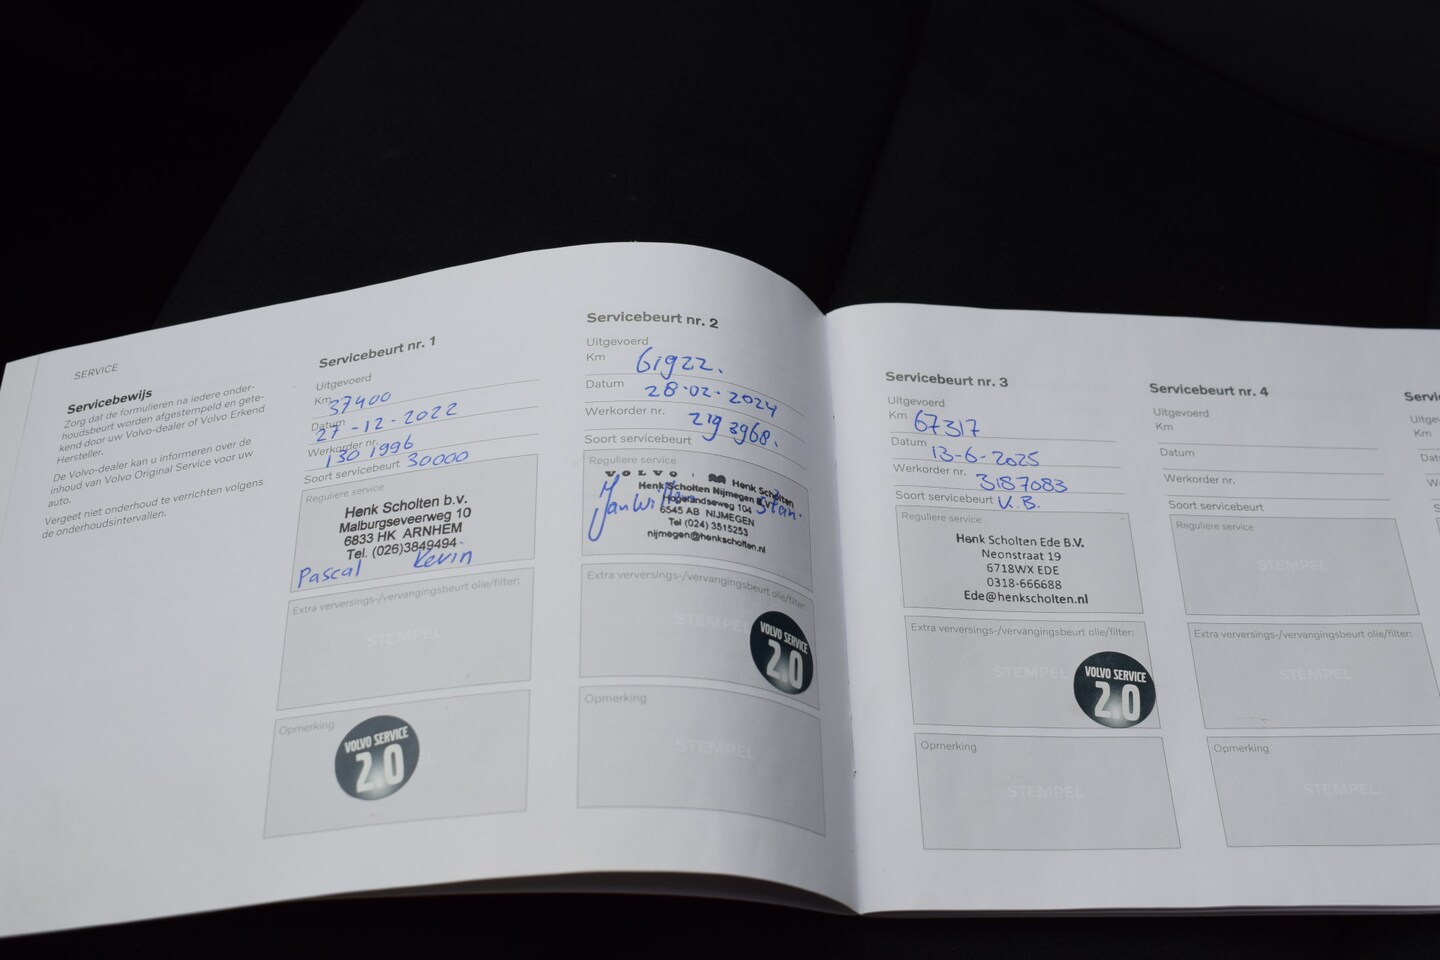 SERVICE
Servicebewijs
Zorg dat de formulieren na iedere onder-
houdsbeurt worden afgestempeld en gete-
kend door uw Volvo-dealer of Volvo Erkend
Hersteller.
De Volvo-dealer kan u informeren over de
inhoud van Volvo Original Service voor uw
auto.
Vergeet niet onderhoud te verrichten volgens
de onderhoudsintervallen.
Servicebeurt nr. 1
Uitgevoerd
Km 37400
Datum 27-12-2022
Werkorder nr. 1301996
Soort servicebeurt 30000
Reguliere service
Henk Scholten b.v.
Malburgseveerweg 10
6833 HK ARNHEM
Tel. (026)3849494
Pascal Kevin
Extra verversings-/vervangingsbeurt olie/filter:
STEMPEL
Opmerking
VOLVO SERVICE
2.0
Servicebeurt nr. 2
Uitgevoerd
Km 61922.
Datum 28-02-2024
Werkorder nr. 2193968.
Soort servicebeurt
Reguliere service
VOLVO Henk Scholten
Henk Scholten Nijmegen
Hogelandseweg 104
6545 AB NIJMEGEN
Tel (024) 3515253
nijmegen@henkscholten.nl
Extra verversings-/vervangingsbeurt olie/filter:
STEMPEL
VOLVO SERVICE
2.0
Opmerking
STEMPEL
Servicebeurt nr. 3
Uitgevoerd
Km 67317
Datum 13-6-2025
Werkorder nr. 3187083
Soort servicebeurt V.B.
Reguliere service
Henk Scholten Ede B.V.
Neonstraat 19
6718WX EDE
0318-666688
Ede@henkscholten.nl
Extra verversings-/vervangingsbeurt olie/filter:
STEMPEL
VOLVO SERVICE
2.0
Opmerking
STEMPEL
Servicebeurt nr. 4
Uitgevoerd
Km
Datum
Werkorder nr.
Soort servicebeurt
Reguliere service
STEMPEL
Extra verversings-/vervangingsbeurt olie/filter:
STEMPEL
Opmerking
STEMPEL